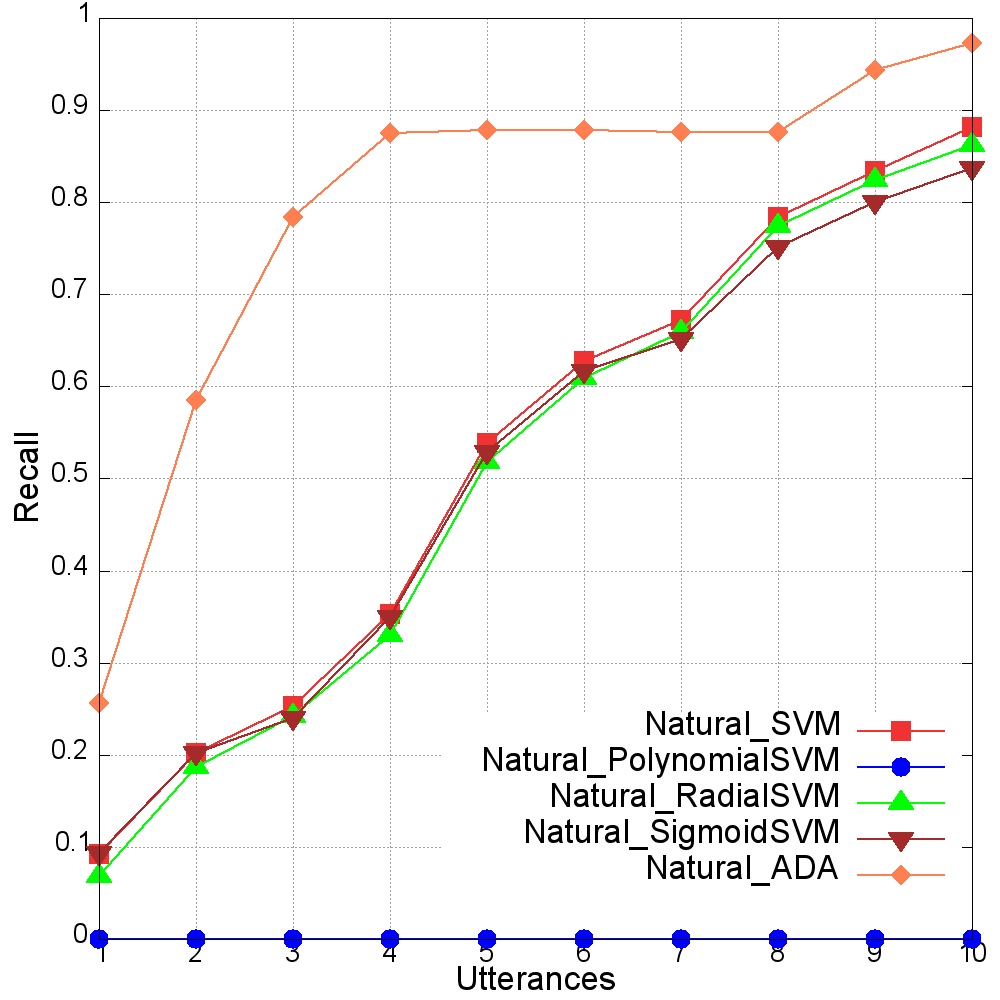 1
0.9
0.8
0.7
0.6
0.5
0.4
0.3
0.2
0.1
0
Recall
1 2 3 4 5 6 7 8 9 10
Utterances
Natural_SVM
Natural_PolynomialSVM
Natural_RadialSVM
Natural_SigmoidSVM
Natural_ADA